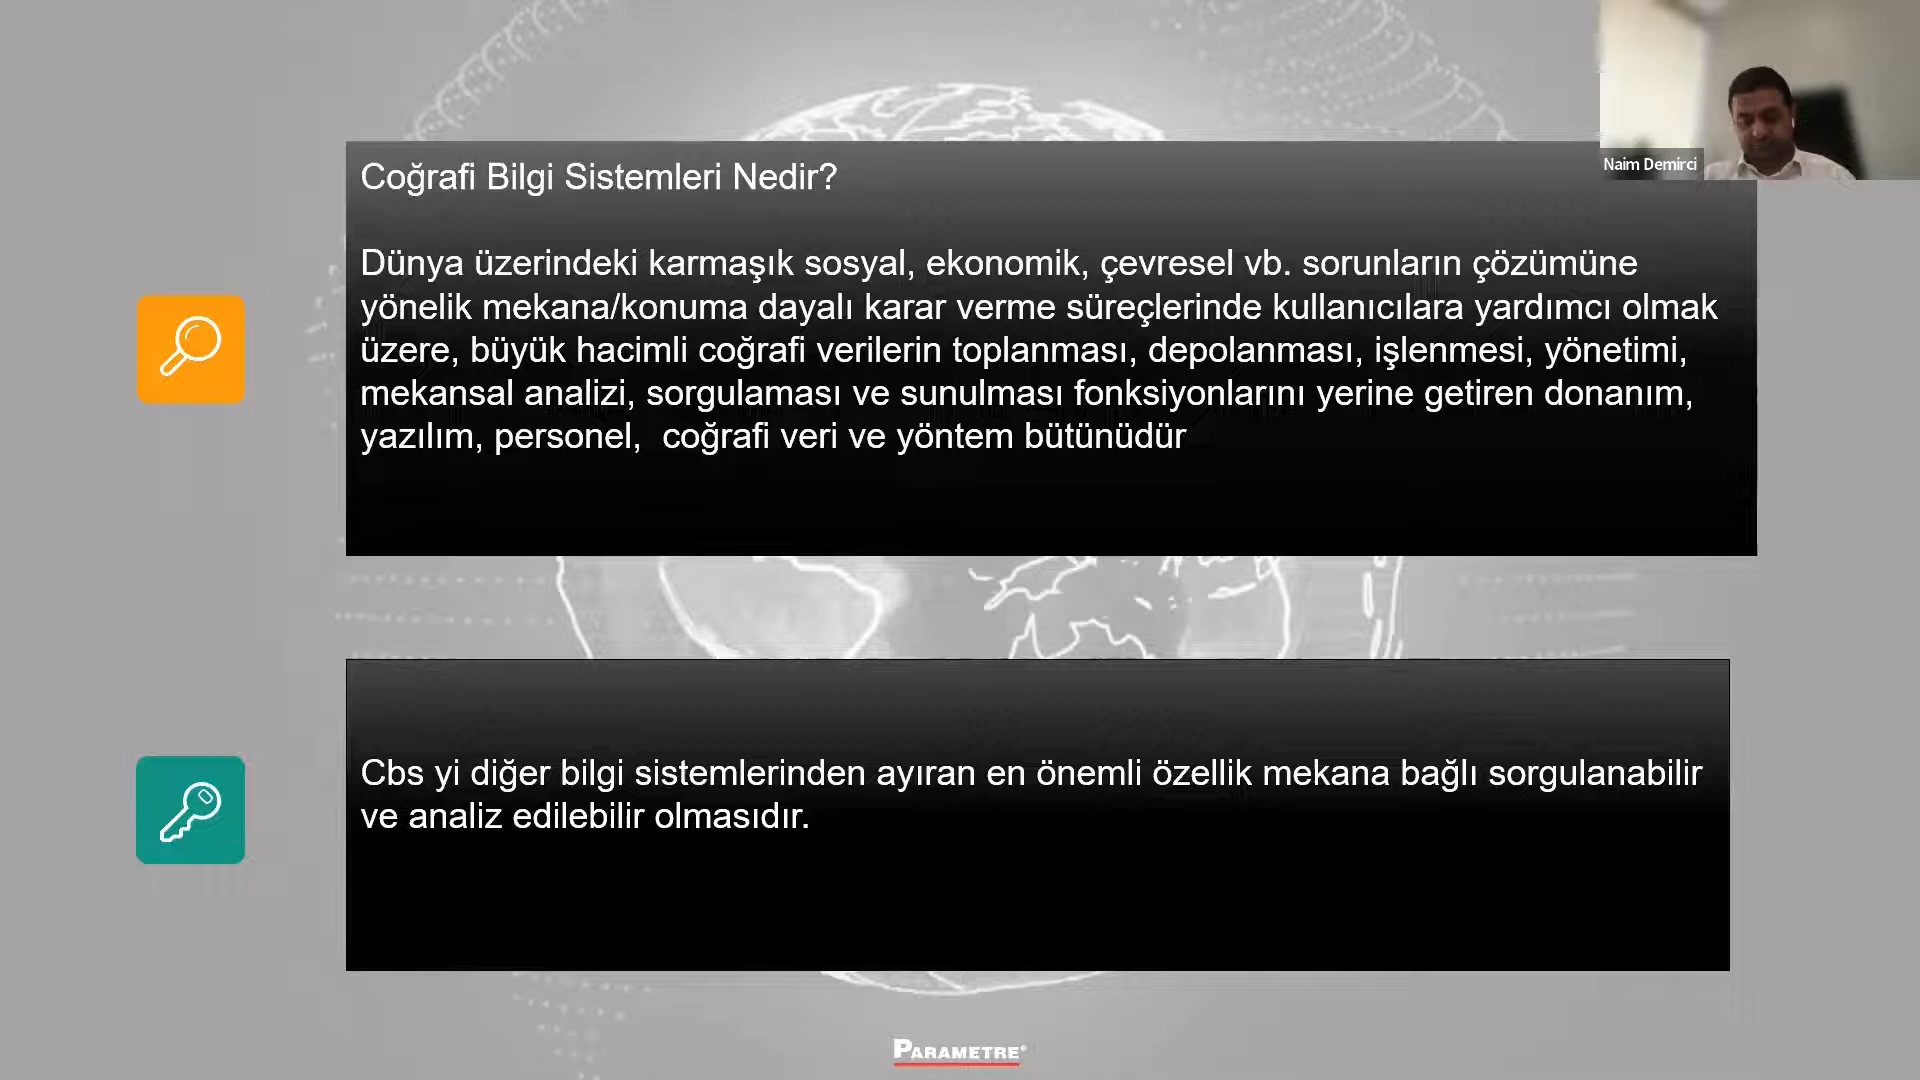 Coğrafi Bilgi Sistemleri Nedir?
Dünya üzerindeki karmaşık sosyal, ekonomik, çevresel vb. sorunların çözümüne
yönelik mekana/konuma dayalı karar verme süreçlerinde kullanıcılara yardımcı olmak
üzere, büyük hacimli coğrafi verilerin toplanması, depolanması, işlenmesi, yönetimi,
mekansal analizi, sorgulaması ve sunulması fonksiyonlarını yerine getiren donanım,
yazılım, personel,  coğrafi veri ve yöntem bütünüdür
Naim Demirci
Cbs yi diğer bilgi sistemlerinden ayıran en önemli özellik mekana bağlı sorgulanabilir
ve analiz edilebilir olmasıdır.
PARAMETRE®